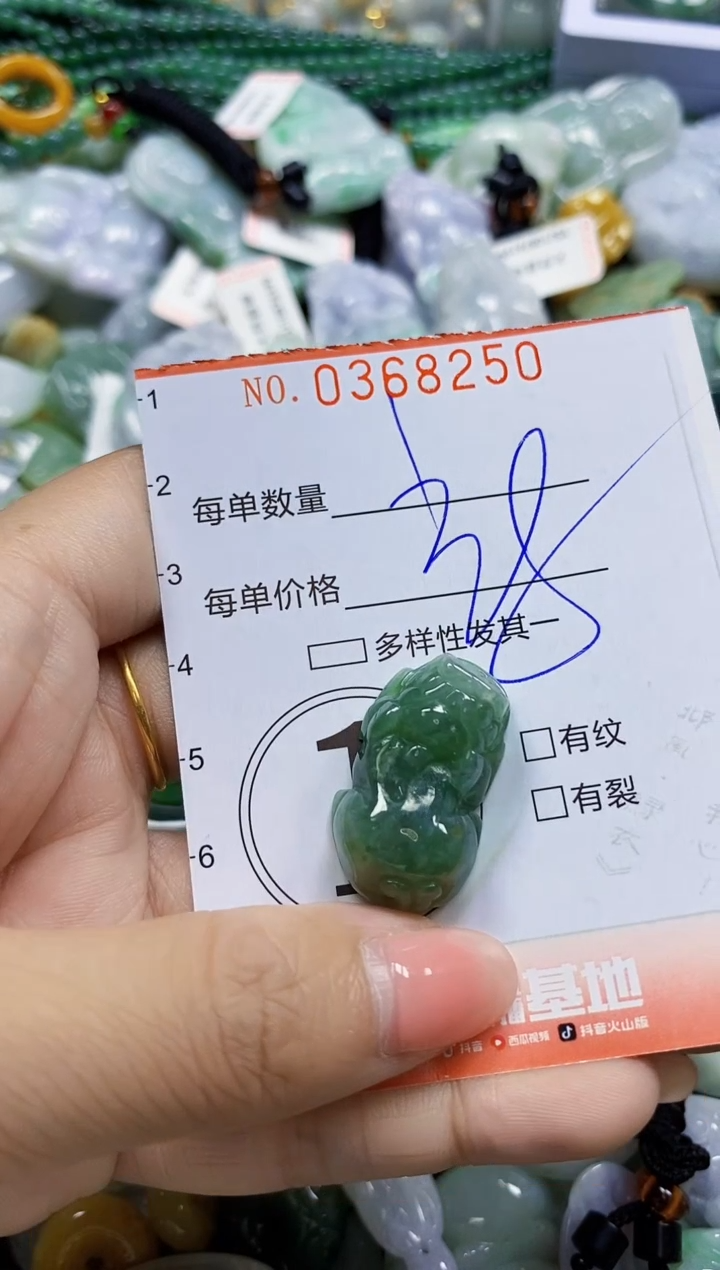 NO. 0368250
1
2
每单数量
3
每单价格
多样性发其一
4
1
5
有纹
有裂
6
基地
抖音 西瓜视频 抖音火山版